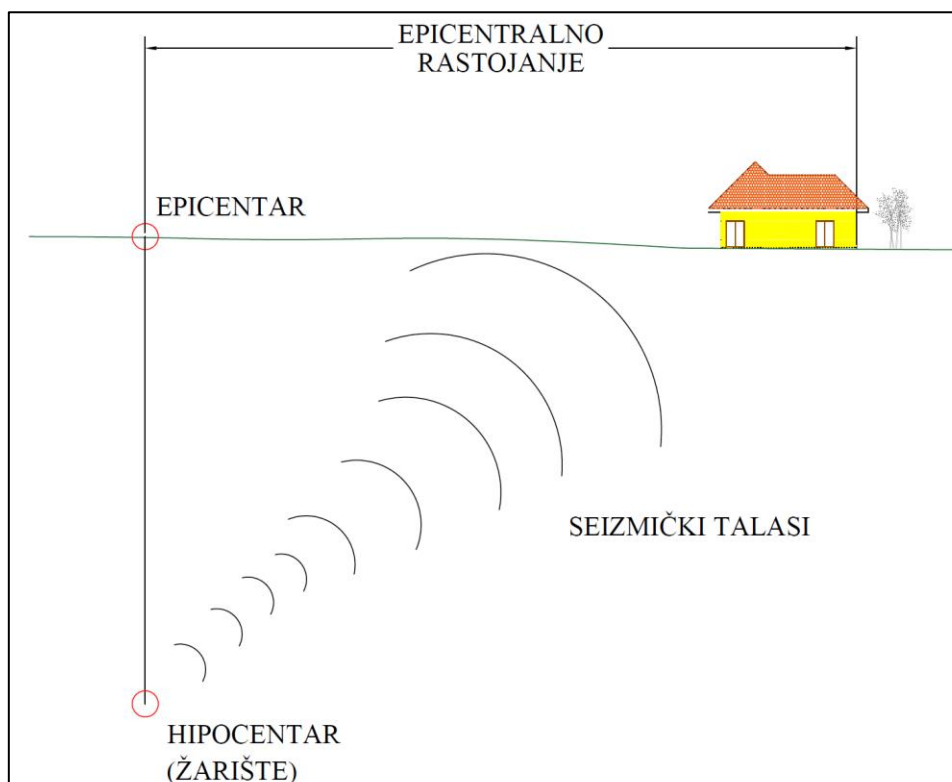 EPICENTRALNO
RASTOJANJE
EPICENTAR
SEIZMIČKI TALASI
HIPOCENTAR
(ŽARIŠTE)